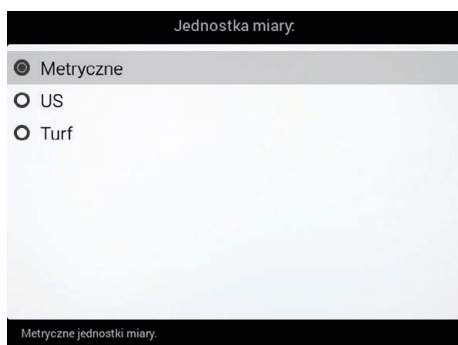 Jednostka miary:
Metryczne
US
Turf
Metryczne jednostki miary.